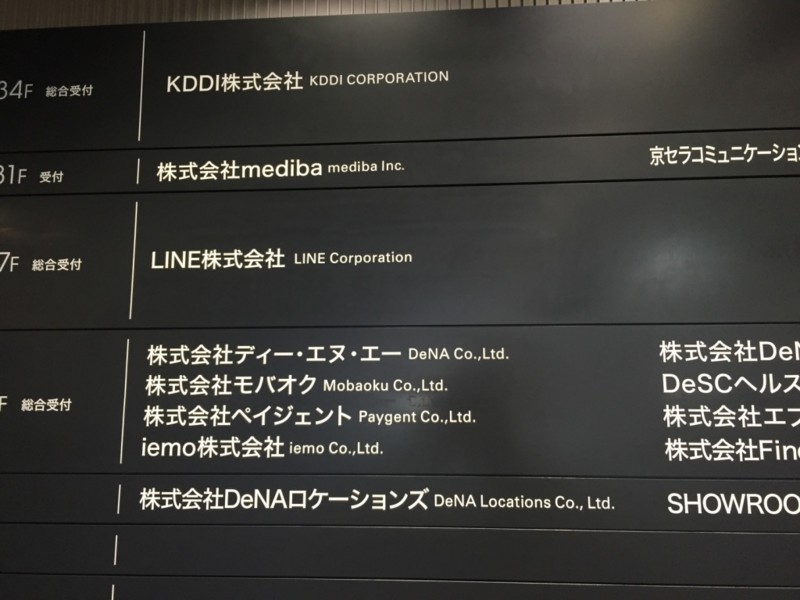 34F 総合受付 KDDI株式会社 KDDI CORPORATION
31F 受付 株式会社mediba mediba Inc. 京セラコミュニケーション
7F 総合受付 LINE株式会社 LINE Corporation
株式会社ディー・エヌ・エー DeNA Co.,Ltd. 株式会社DeN
株式会社モバオク Mobaoku Co.,Ltd. DeSCヘルス
F 総合受付 株式会社ペイジェント Paygent Co.,Ltd. 株式会社エブ
iemo株式会社 iemo Co.,Ltd. 株式会社Find
株式会社DeNAロケーションズ DeNA Locations Co., Ltd. SHOWROO